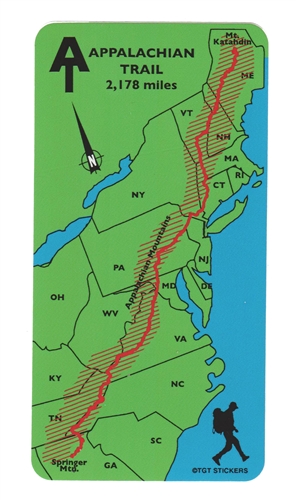 AT
APPALACHIAN
TRAIL
2,178 miles
Mt.
Katahdin
ME
VT
NH
MA
N
CT
RI
NY
Appalachian Mountains
PA
NJ
OH
MD
DE
WV
VA
KY
NC
TN
SC
Springer
Mtn.
GA
©TGT STICKERS